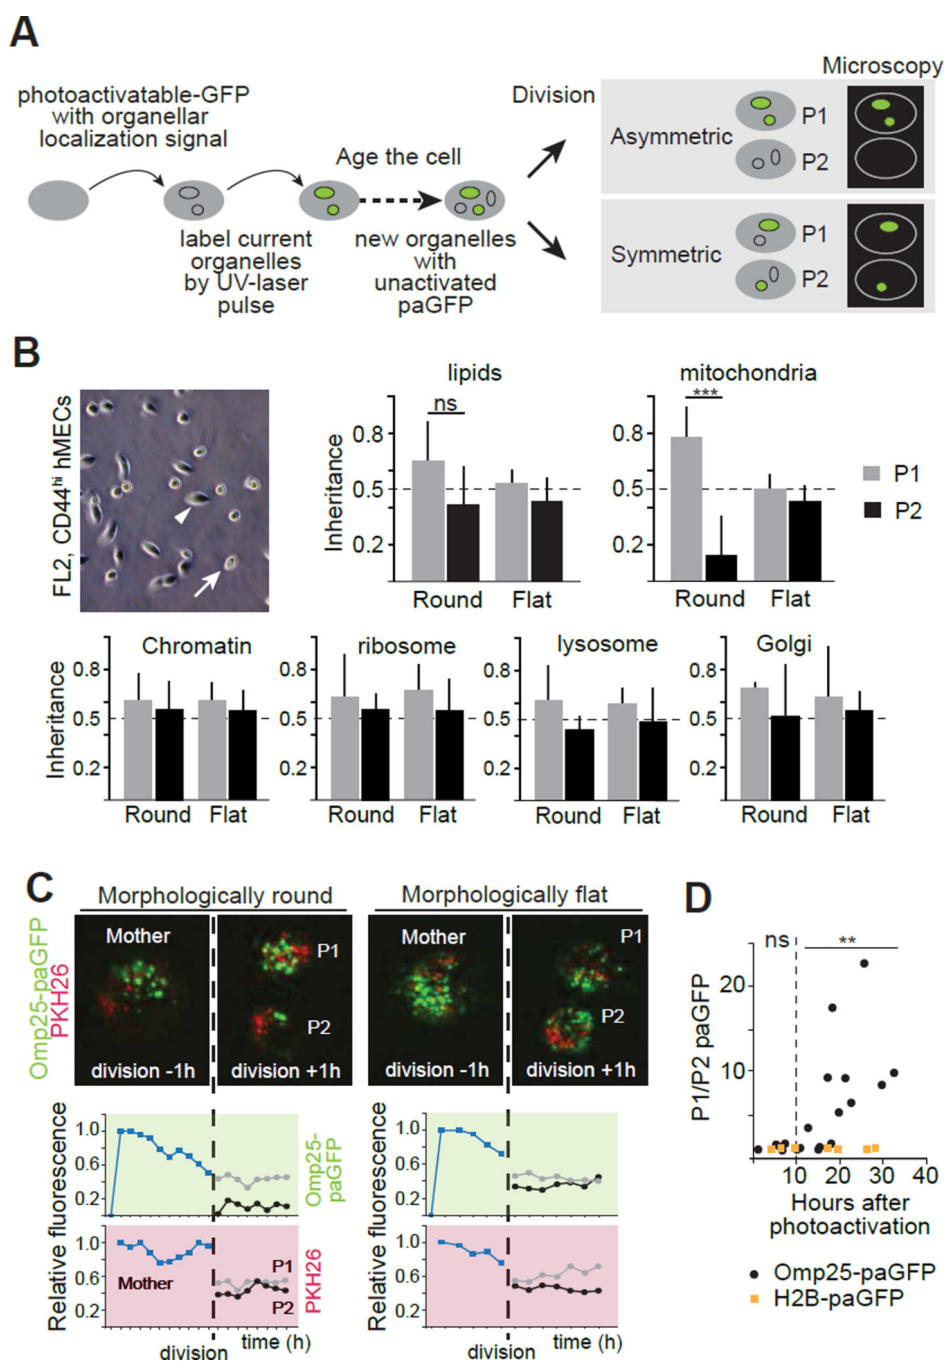 A
photoactivatable-GFP
with organellar
localization signal
Age the cell
label current
organelles
by UV-laser
pulse
new organelles
with
unactivated
paGFP
Division
Microscopy
Asymmetric
P1
P2
Symmetric
P1
P2
B
FL2, CD44hi hMECs
lipids
ns
Inheritance
0.8
0.5
0.2
Round
Flat
mitochondria
***
0.8
0.5
0.2
Round
Flat
P1
P2
Chromatin
Inheritance
0.8
0.5
0.2
Round
Flat
ribosome
0.8
0.5
0.2
Round
Flat
lysosome
0.8
0.5
0.2
Round
Flat
Golgi
0.8
0.5
0.2
Round
Flat
C
Morphologically round
Morphologically flat
Omp25-paGFP
PKH26
Mother
division -1h
P1
P2
division +1h
Mother
division -1h
P1
P2
division +1h
Relative fluorescence
1.0
0.6
0.2
Omp25-
paGFP
1.0
0.6
0.2
Relative fluorescence
1.0
0.6
0.2
Mother
P1
P2
PKH26
1.0
0.6
0.2
division
time (h)
division
time (h)
D
ns
**
P1/P2 paGFP
20
10
0
0
10
20
30
40
Hours after
photoactivation
Omp25-paGFP
H2B-paGFP